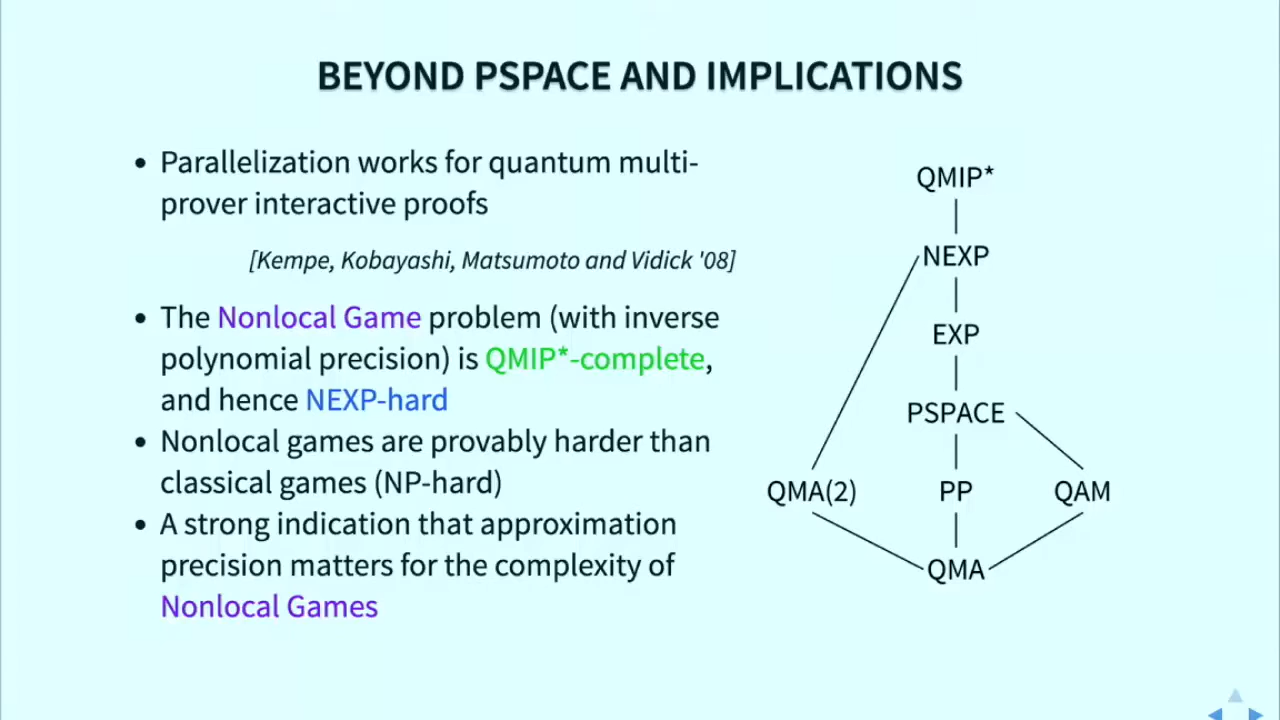 BEYOND PSPACE AND IMPLICATIONS
• Parallelization works for quantum multi-
prover interactive proofs
[Kempe, Kobayashi, Matsumoto and Vidick '08]
• The Nonlocal Game problem (with inverse
polynomial precision) is QMIP*-complete,
and hence NEXP-hard
• Nonlocal games are provably harder than
classical games (NP-hard)
• A strong indication that approximation
precision matters for the complexity of
Nonlocal Games
QMIP*
NEXP
EXP
PSPACE
QMA(2) PP QAM
QMA